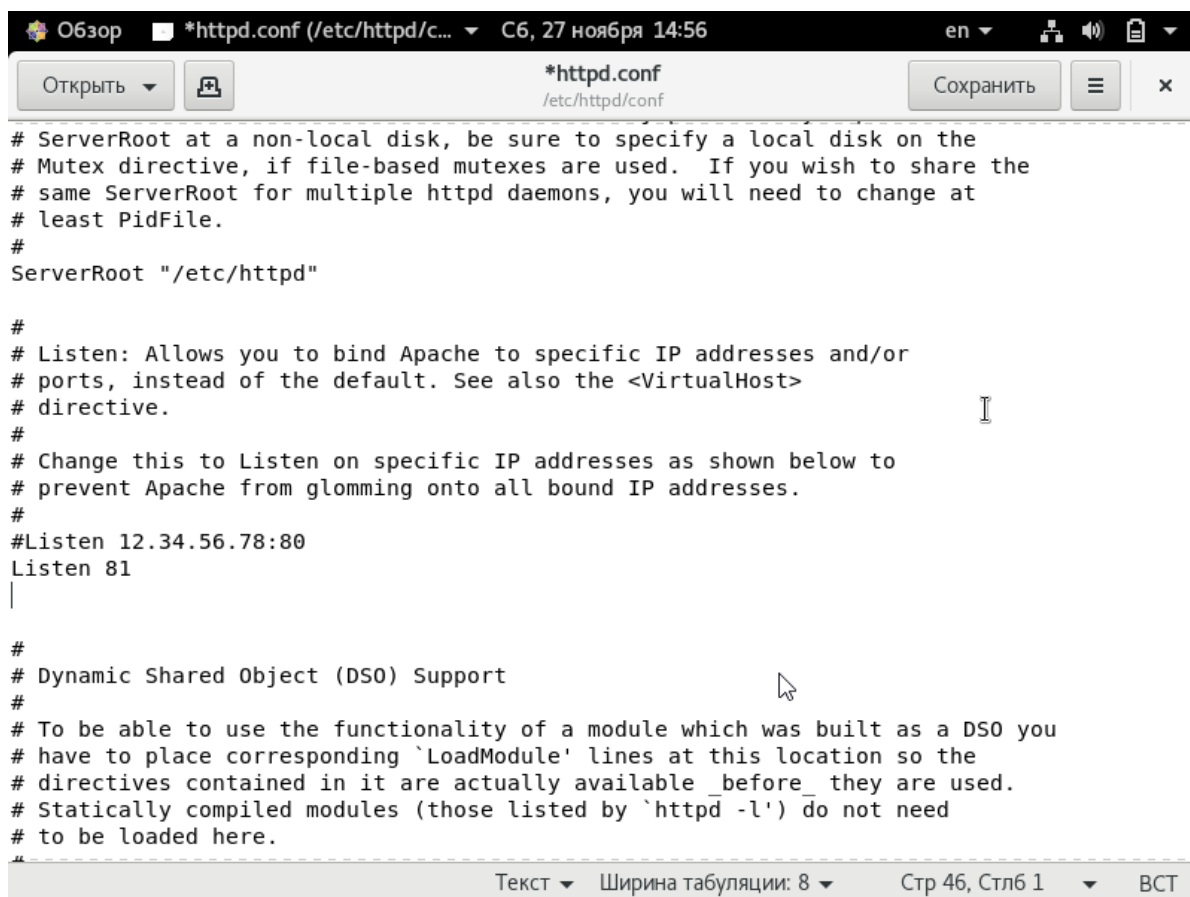 Обзор *httpd.conf (/etc/httpd/c... Сб, 27 ноября 14:56 en
Открыть *httpd.conf Сохранить
/etc/httpd/conf
# ServerRoot at a non-local disk, be sure to specify a local disk on the
# Mutex directive, if file-based mutexes are used.  If you wish to share the
# same ServerRoot for multiple httpd daemons, you will need to change at
# least PidFile.
#
ServerRoot "/etc/httpd"
#
# Listen: Allows you to bind Apache to specific IP addresses and/or
# ports, instead of the default. See also the <VirtualHost>
# directive.
#
# Change this to Listen on specific IP addresses as shown below to
# prevent Apache from glomming onto all bound IP addresses.
#
#Listen 12.34.56.78:80
Listen 81
#
# Dynamic Shared Object (DSO) Support
#
# To be able to use the functionality of a module which was built as a DSO you
# have to place corresponding `LoadModule' lines at this location so the
# directives contained in it are actually available _before_ they are used.
# Statically compiled modules (those listed by `httpd -l') do not need
# to be loaded here.
#
Текст Ширина табуляции: 8 Стр 46, Стлб 1 ВСТ